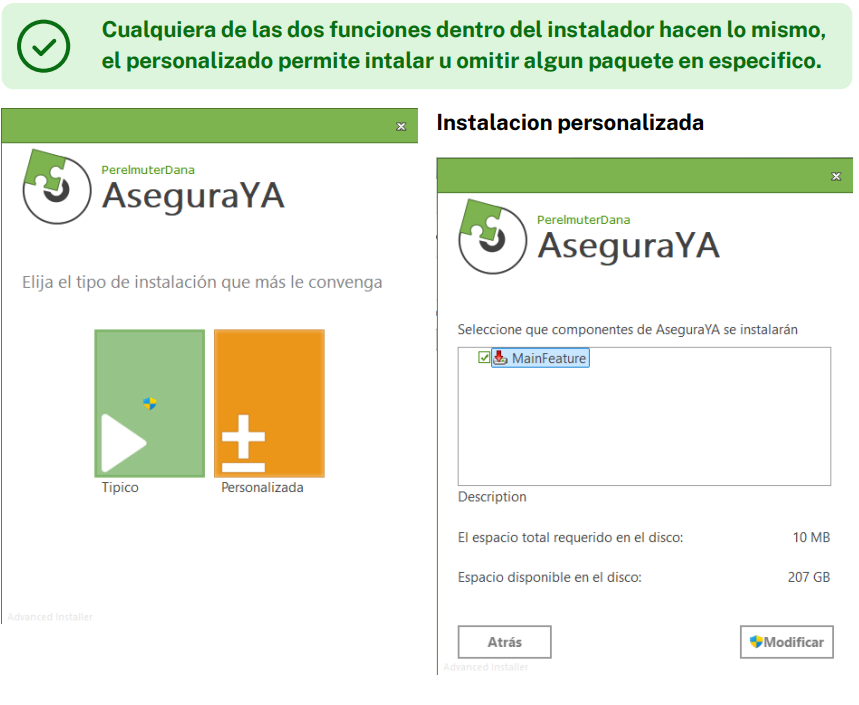 Cualquiera de las dos funciones dentro del instalador hacen lo mismo,
el personalizado permite intalar u omitir algun paquete en especifico.
PerelmuterDana
AseguraYA
Elija el tipo de instalación que más le convenga
Tipico
Personalizada
Advanced Installer
Instalacion personalizada
PerelmuterDana
AseguraYA
Seleccione que componentes de AseguraYA se instalarán
MainFeature
Description
El espacio total requerido en el disco: 10 MB
Espacio disponible en el disco: 207 GB
Atrás Modificar
Advanced Installer